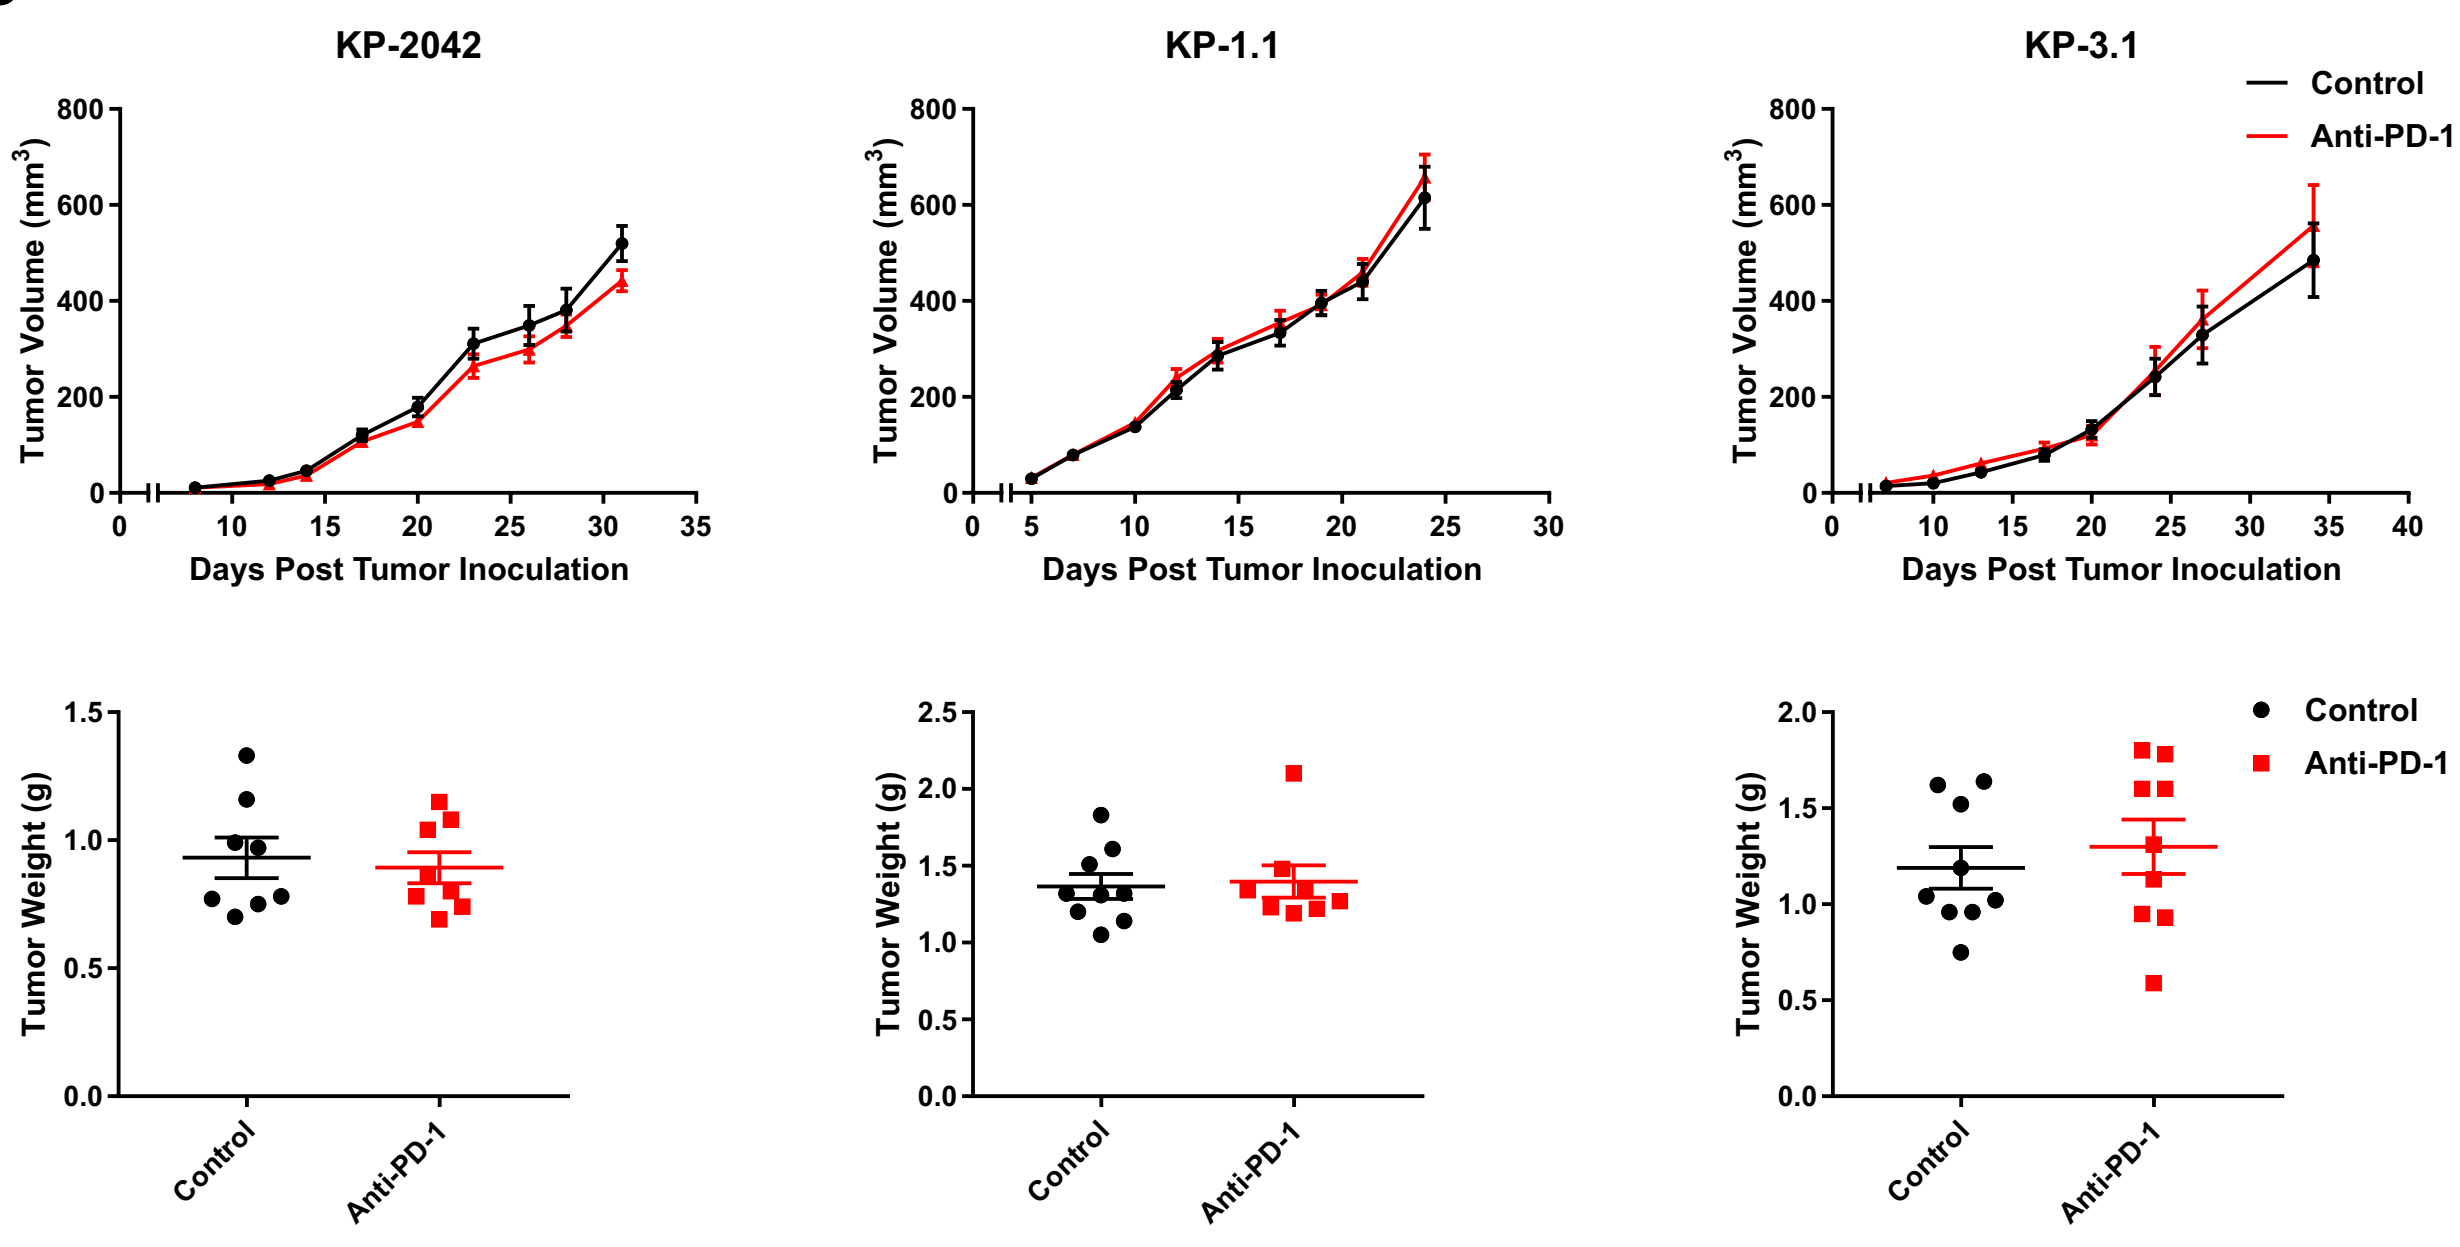 KP-2042
KP-1.1
KP-3.1
Control
Anti-PD-1
Tumor Volume (mm³)
800
600
400
200
0
0 10 15 20 25 30 35
Days Post Tumor Inoculation
Tumor Volume (mm³)
800
600
400
200
0
0 5 10 15 20 25 30
Days Post Tumor Inoculation
Tumor Volume (mm³)
800
600
400
200
0
0 10 15 20 25 30 35 40
Days Post Tumor Inoculation
Tumor Weight (g)
1.5
1.0
0.5
0.0
Control
Anti-PD-1
Tumor Weight (g)
2.5
2.0
1.5
1.0
0.5
0.0
Control
Anti-PD-1
Tumor Weight (g)
2.0
1.5
1.0
0.5
0.0
Control
Anti-PD-1
Control
Anti-PD-1